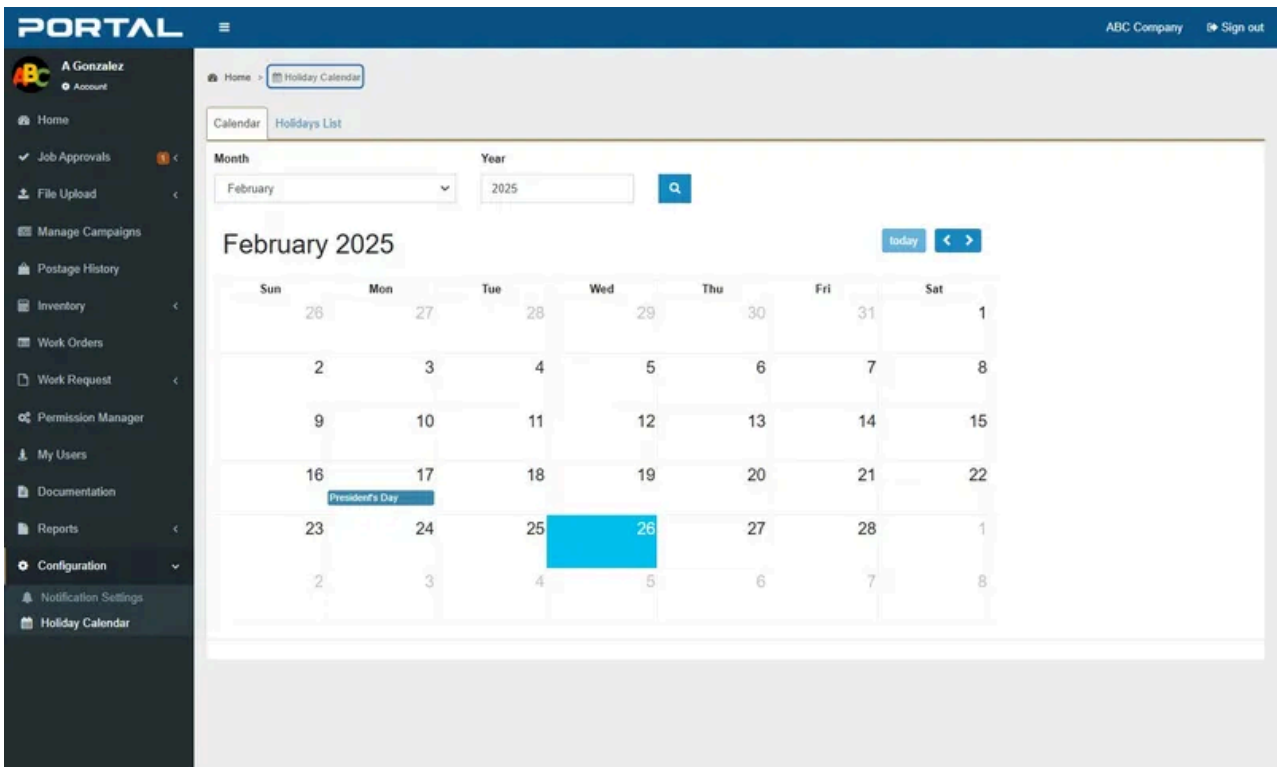 PORTAL
ABC Company
Sign out
ABC
A Gonzalez
Account
Home
Job Approvals 1
File Upload
Manage Campaigns
Postage History
Inventory
Work Orders
Work Request
Permission Manager
My Users
Documentation
Reports
Configuration
Notification Settings
Holiday Calendar
Home > Holiday Calendar
Calendar Holidays List
Month Year
February 2025
February 2025
today
Sun Mon Tue Wed Thu Fri Sat
26 27 28 29 30 31 1
2 3 4 5 6 7 8
9 10 11 12 13 14 15
16 17 18 19 20 21 22
President's Day
23 24 25 26 27 28 1
2 3 4 5 6 7 8